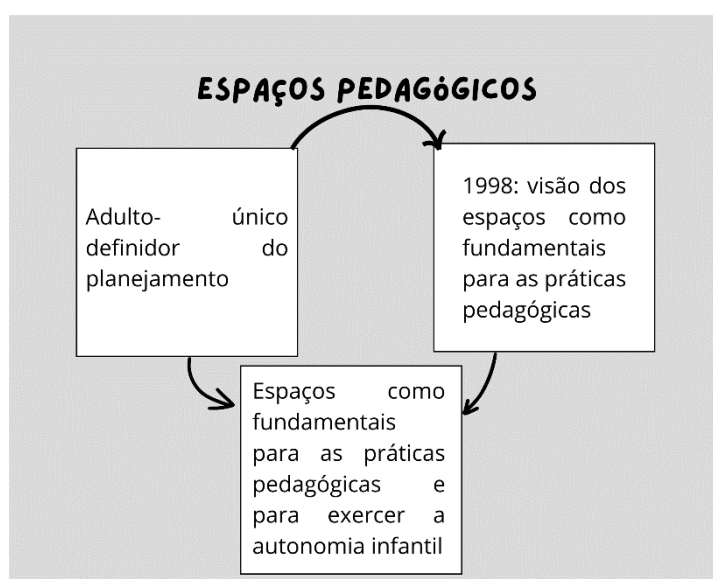 ESPAÇOS PEDAGÓGICOS
Adulto- único
definidor do
planejamento
1998: visão dos
espaços como
fundamentais
para as práticas
pedagógicas
Espaços como
fundamentais
para as práticas
pedagógicas e
para exercer a
autonomia infantil